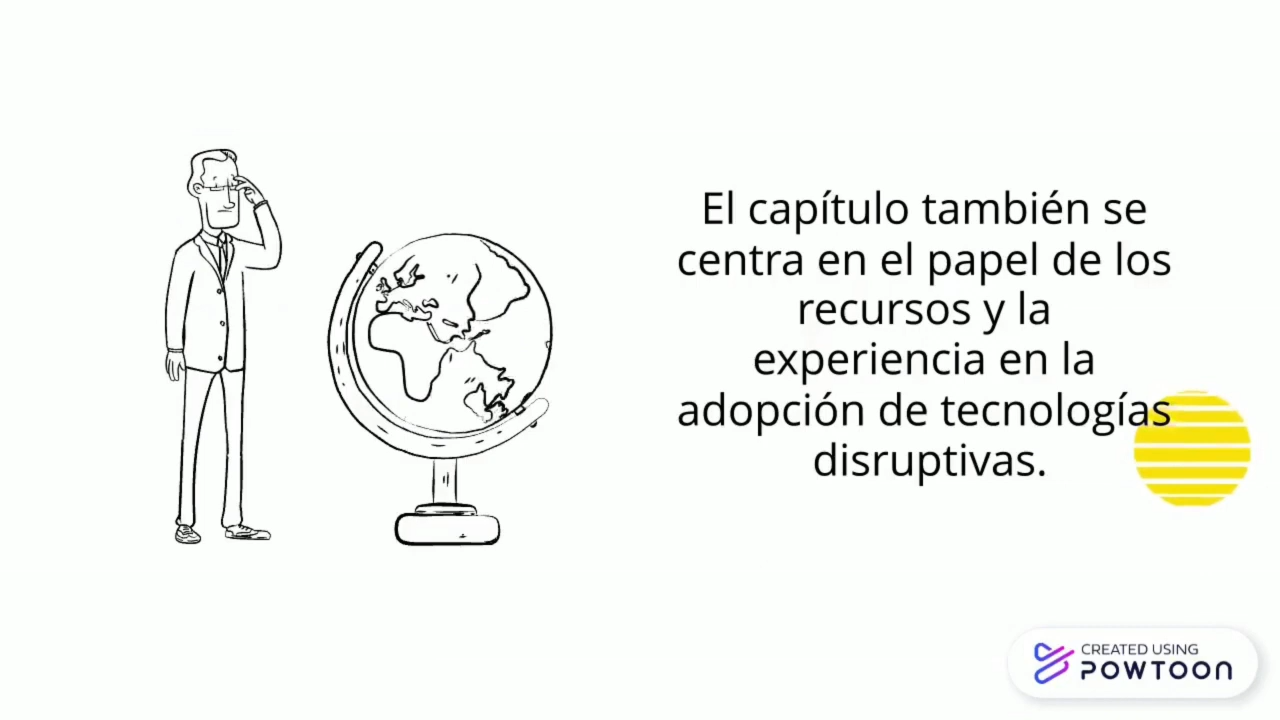 El capítulo también se
centra en el papel de los
recursos y la
experiencia en la
adopción de tecnologías
disruptivas.
CREATED USING
POWTOON